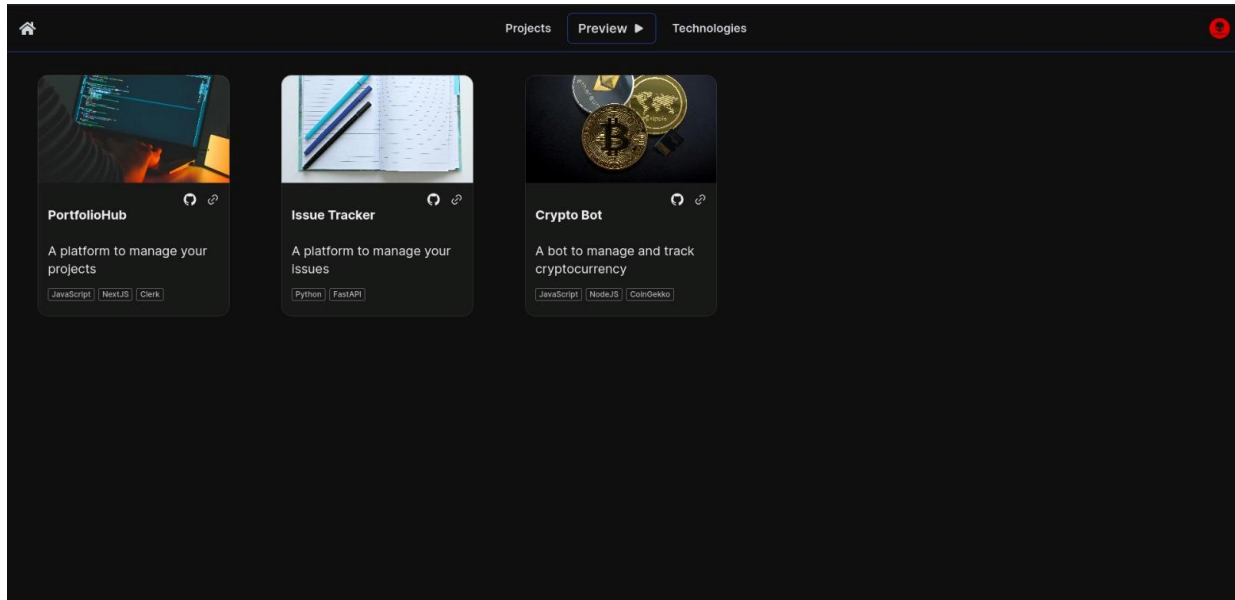 Projects
Preview
Technologies
PortfolioHub
A platform to manage your
projects
JavaScript NextJS Clerk
Issue Tracker
A platform to manage your
issues
Python FastAPI
Crypto Bot
A bot to manage and track
cryptocurrency
JavaScript NodeJS CoinGekko